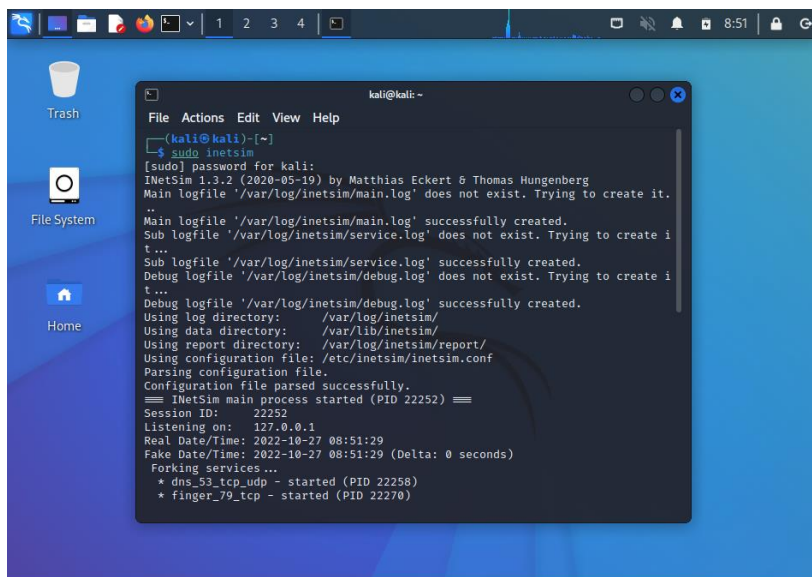 1 2 3 4
8:51
Trash
File System
Home
kali@kali: ~
File Actions Edit View Help
┌──(kali㉿kali)-[~]
└─$ sudo inetsim
[sudo] password for kali:
INetSim 1.3.2 (2020-05-19) by Matthias Eckert & Thomas Hungenberg
Main logfile '/var/log/inetsim/main.log' does not exist. Trying to create it.
..
Main logfile '/var/log/inetsim/main.log' successfully created.
Sub logfile '/var/log/inetsim/service.log' does not exist. Trying to create i
t...
Sub logfile '/var/log/inetsim/service.log' successfully created.
Debug logfile '/var/log/inetsim/debug.log' does not exist. Trying to create i
t...
Debug logfile '/var/log/inetsim/debug.log' successfully created.
Using log directory:      /var/log/inetsim/
Using data directory:     /var/lib/inetsim/
Using report directory:   /var/log/inetsim/report/
Using configuration file: /etc/inetsim/inetsim.conf
Parsing configuration file.
Configuration file parsed successfully.
=== INetSim main process started (PID 22252) ===
Session ID:     22252
Listening on:   127.0.0.1
Real Date/Time: 2022-10-27 08:51:29
Fake Date/Time: 2022-10-27 08:51:29 (Delta: 0 seconds)
 Forking services...
  * dns_53_tcp_udp - started (PID 22258)
  * finger_79_tcp - started (PID 22270)